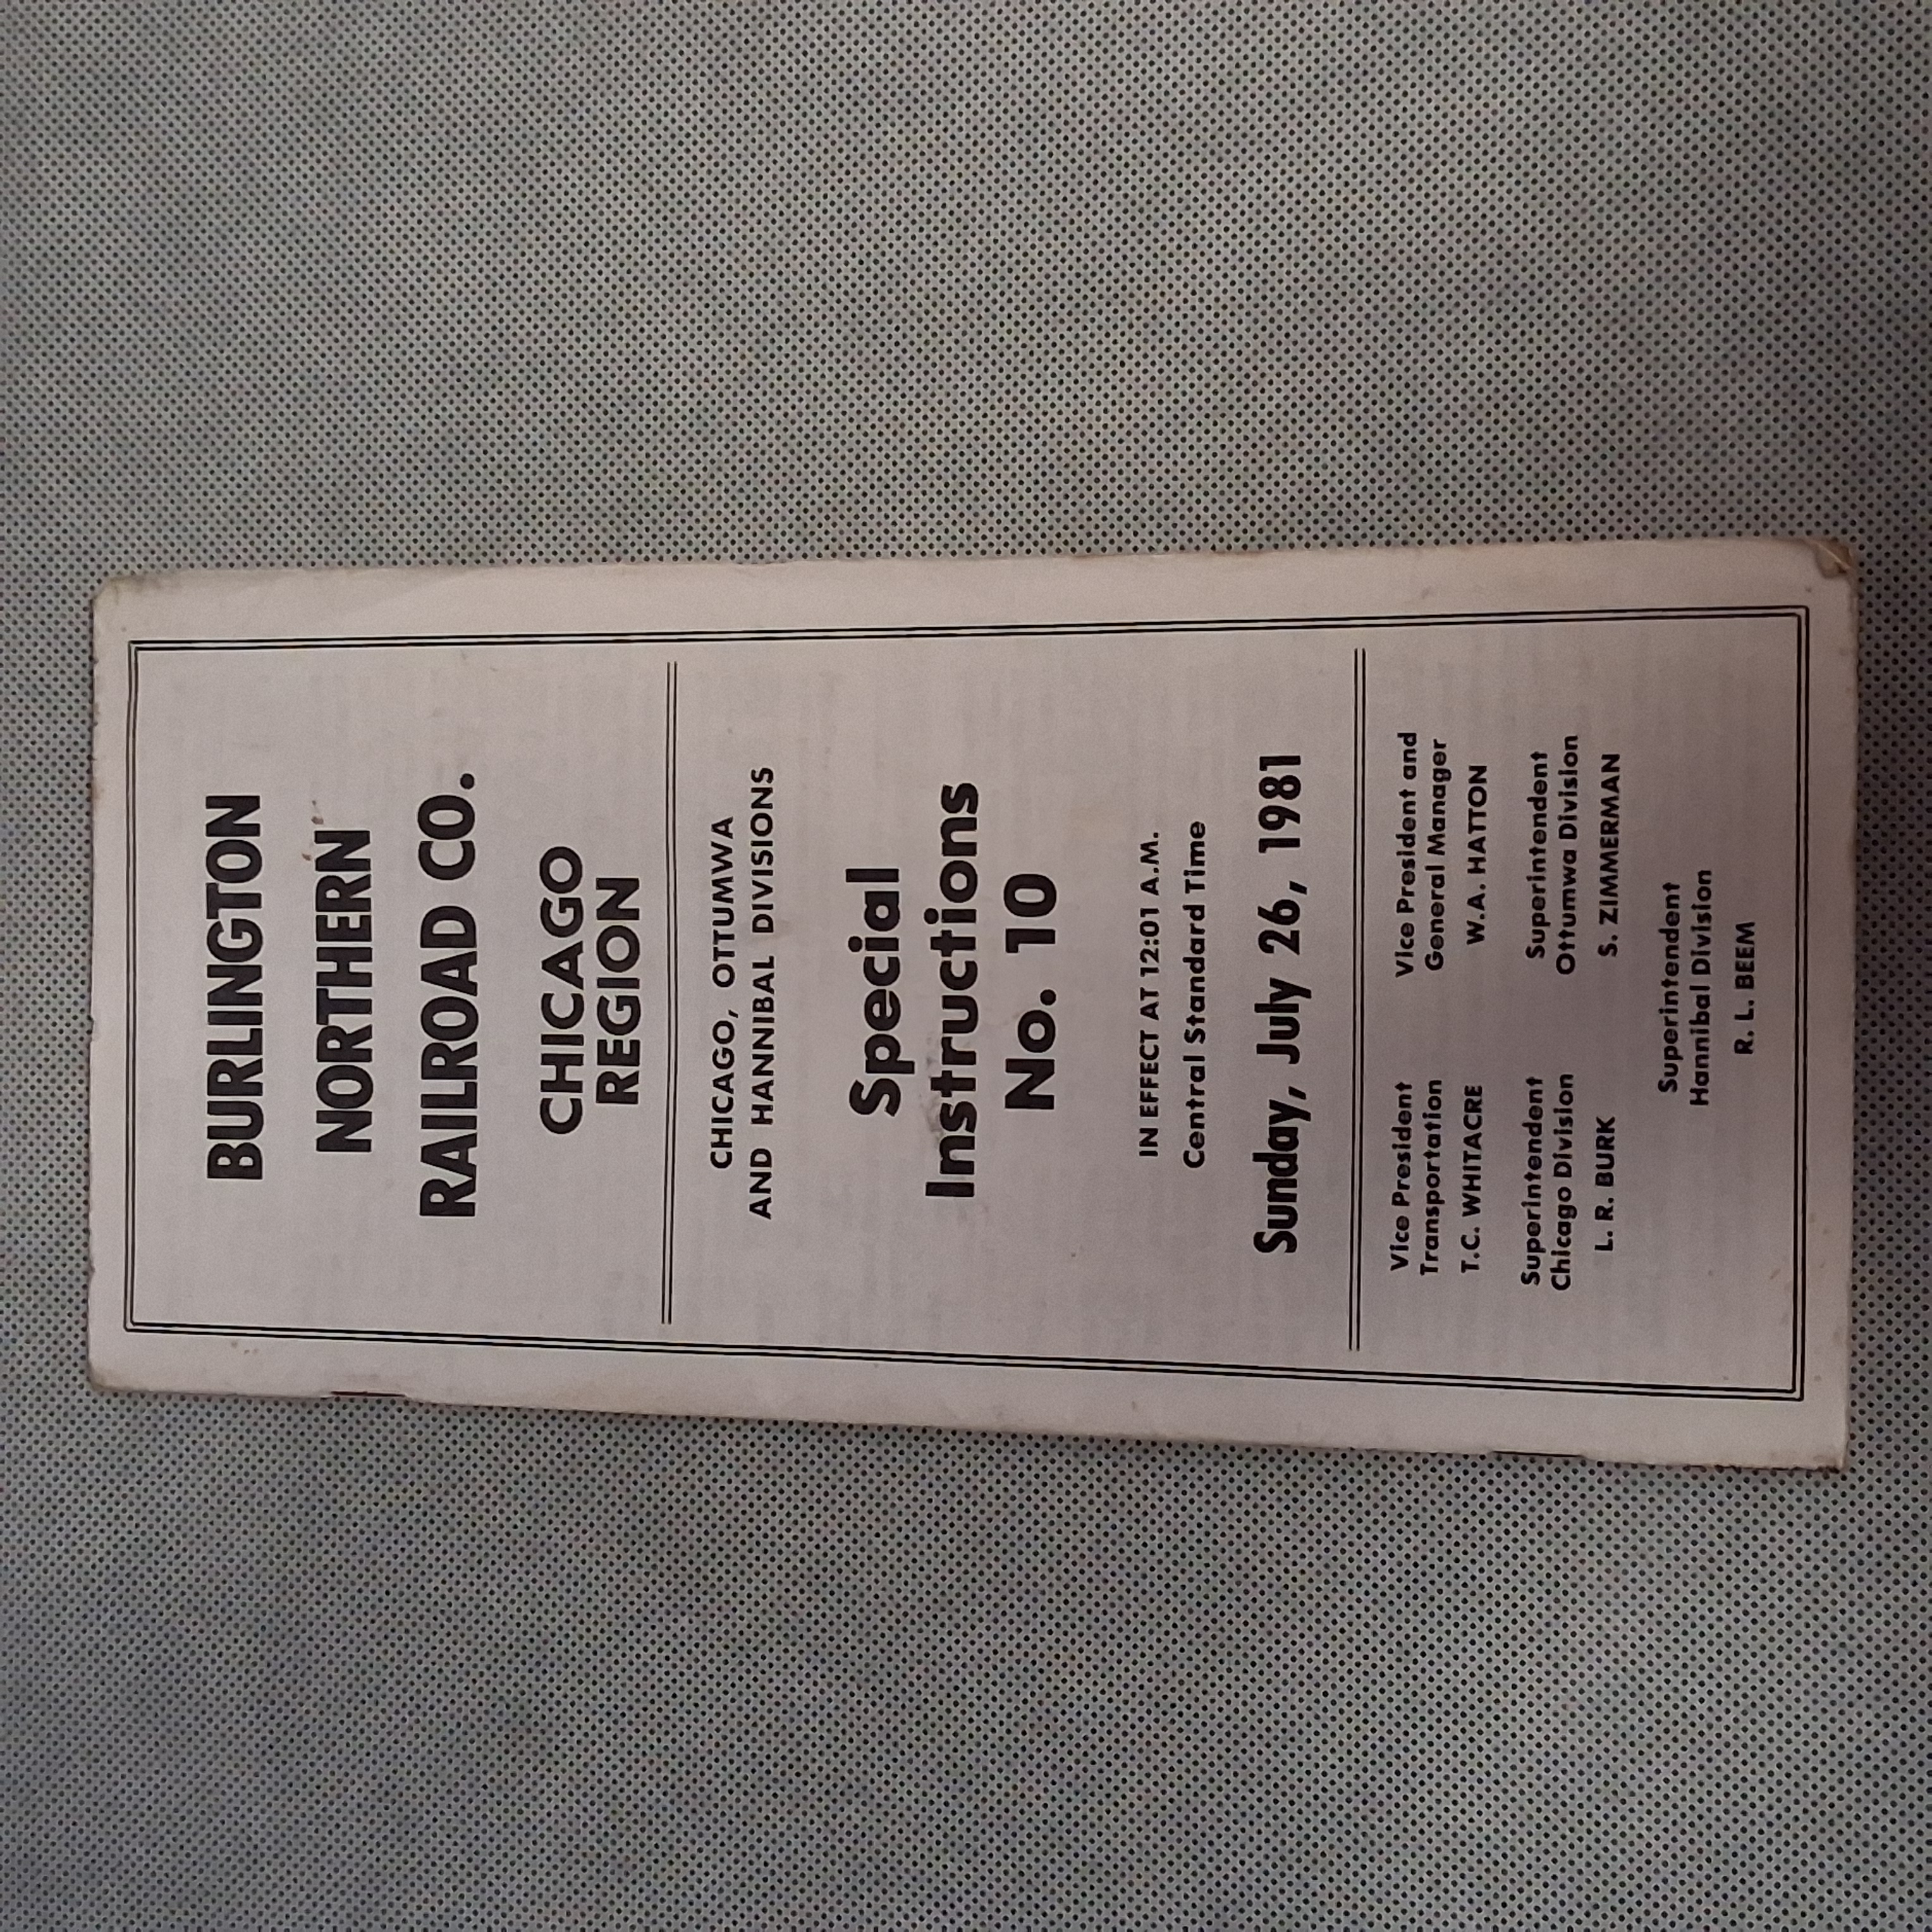 BURLINGTON
NORTHERN
RAILROAD CO.
CHICAGO
REGION
CHICAGO, OTTUMWA
AND HANNIBAL DIVISIONS
Special
Instructions
No. 10
IN EFFECT AT 12:01 A.M.
Central Standard Time
Sunday, July 26, 1981
Vice President
Transportation
T.C. WHITACRE
Vice President and
General Manager
W.A. HATTON
Superintendent
Chicago Division
L. R. BURK
Superintendent
Ottumwa Division
S. ZIMMERMAN
Superintendent
Hannibal Division
R. L. BEEM